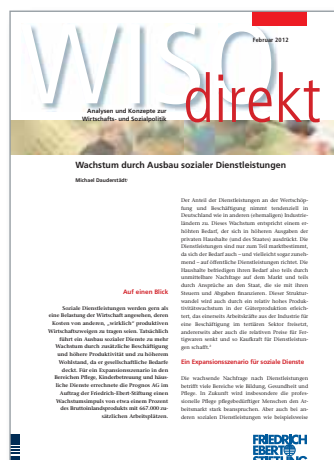 Februar 2012
WISO
direkt
Analysen und Konzepte zur
Wirtschafts- und Sozialpolitik
Wachstum durch Ausbau sozialer Dienstleistungen
Michael Dauderstädt
Auf einen Blick
Soziale Dienstleistungen werden gern als
eine Belastung der Wirtschaft angesehen, deren
Kosten von anderen, „wirklich“ produktiven
Wirtschaftszweigen zu tragen seien. Tatsächlich
führt ein Ausbau sozialer Dienste zu mehr
Wachstum durch zusätzliche Beschäftigung
und höhere Produktivität und zu höherem
Wohlstand, da er gesellschaftliche Bedarfe
deckt. Für ein Expansionsszenario in den
Bereichen Pflege, Kinderbetreuung und häus-
liche Dienste errechnete die Prognos AG im
Auftrag der Friedrich-Ebert-Stiftung einen
Wachstumsimpuls von etwa einem Prozent
des Bruttoinlandsprodukts mit 667.000 zu-
sätzlichen Arbeitsplätzen.
Der Anteil der Dienstleistungen an der Wertschöp-
fung und Beschäftigung nimmt tendenziell in
Deutschland wie in anderen (ehemaligen) Industrie-
ländern zu. Dieses Wachstum entspricht einem er-
höhten Bedarf, der sich in höheren Ausgaben der
privaten Haushalte (und des Staates) ausdrückt. Die
Dienstleistungen sind nur zum Teil marktbestimmt,
da sich der Bedarf auch – und vielleicht sogar zuneh-
mend – auf öffentliche Dienstleistungen richtet. Die
Haushalte befriedigen ihren Bedarf also teils durch
unmittelbare Nachfrage auf dem Markt und teils
durch Ansprüche an den Staat, die sie mit ihren
Steuern und Abgaben finanzieren. Dieser Struktur-
wandel wird auch durch ein relativ hohes Produk-
tivitätswachstum in der Güterproduktion erleich-
tert, das einerseits Arbeitskräfte aus der Industrie für
eine Beschäftigung im tertiären Sektor freisetzt,
andererseits aber auch die relativen Preise für Fer-
tigwaren senkt und so Kaufkraft für Dienstleistun-
gen schafft.
Ein Expansionsszenario für soziale Dienste
Die wachsende Nachfrage nach Dienstleistungen
betrifft viele Bereiche wie Bildung, Gesundheit und
Pflege. In Zukunft wird insbesondere die profes-
sionelle Pflege pflegebedürftiger Menschen den Ar-
beitsmarkt stark beanspruchen. Aber auch bei an-
deren sozialen Dienstleistungen wie beispielsweise
FRIEDRICH
EBERT
STIFTUNG